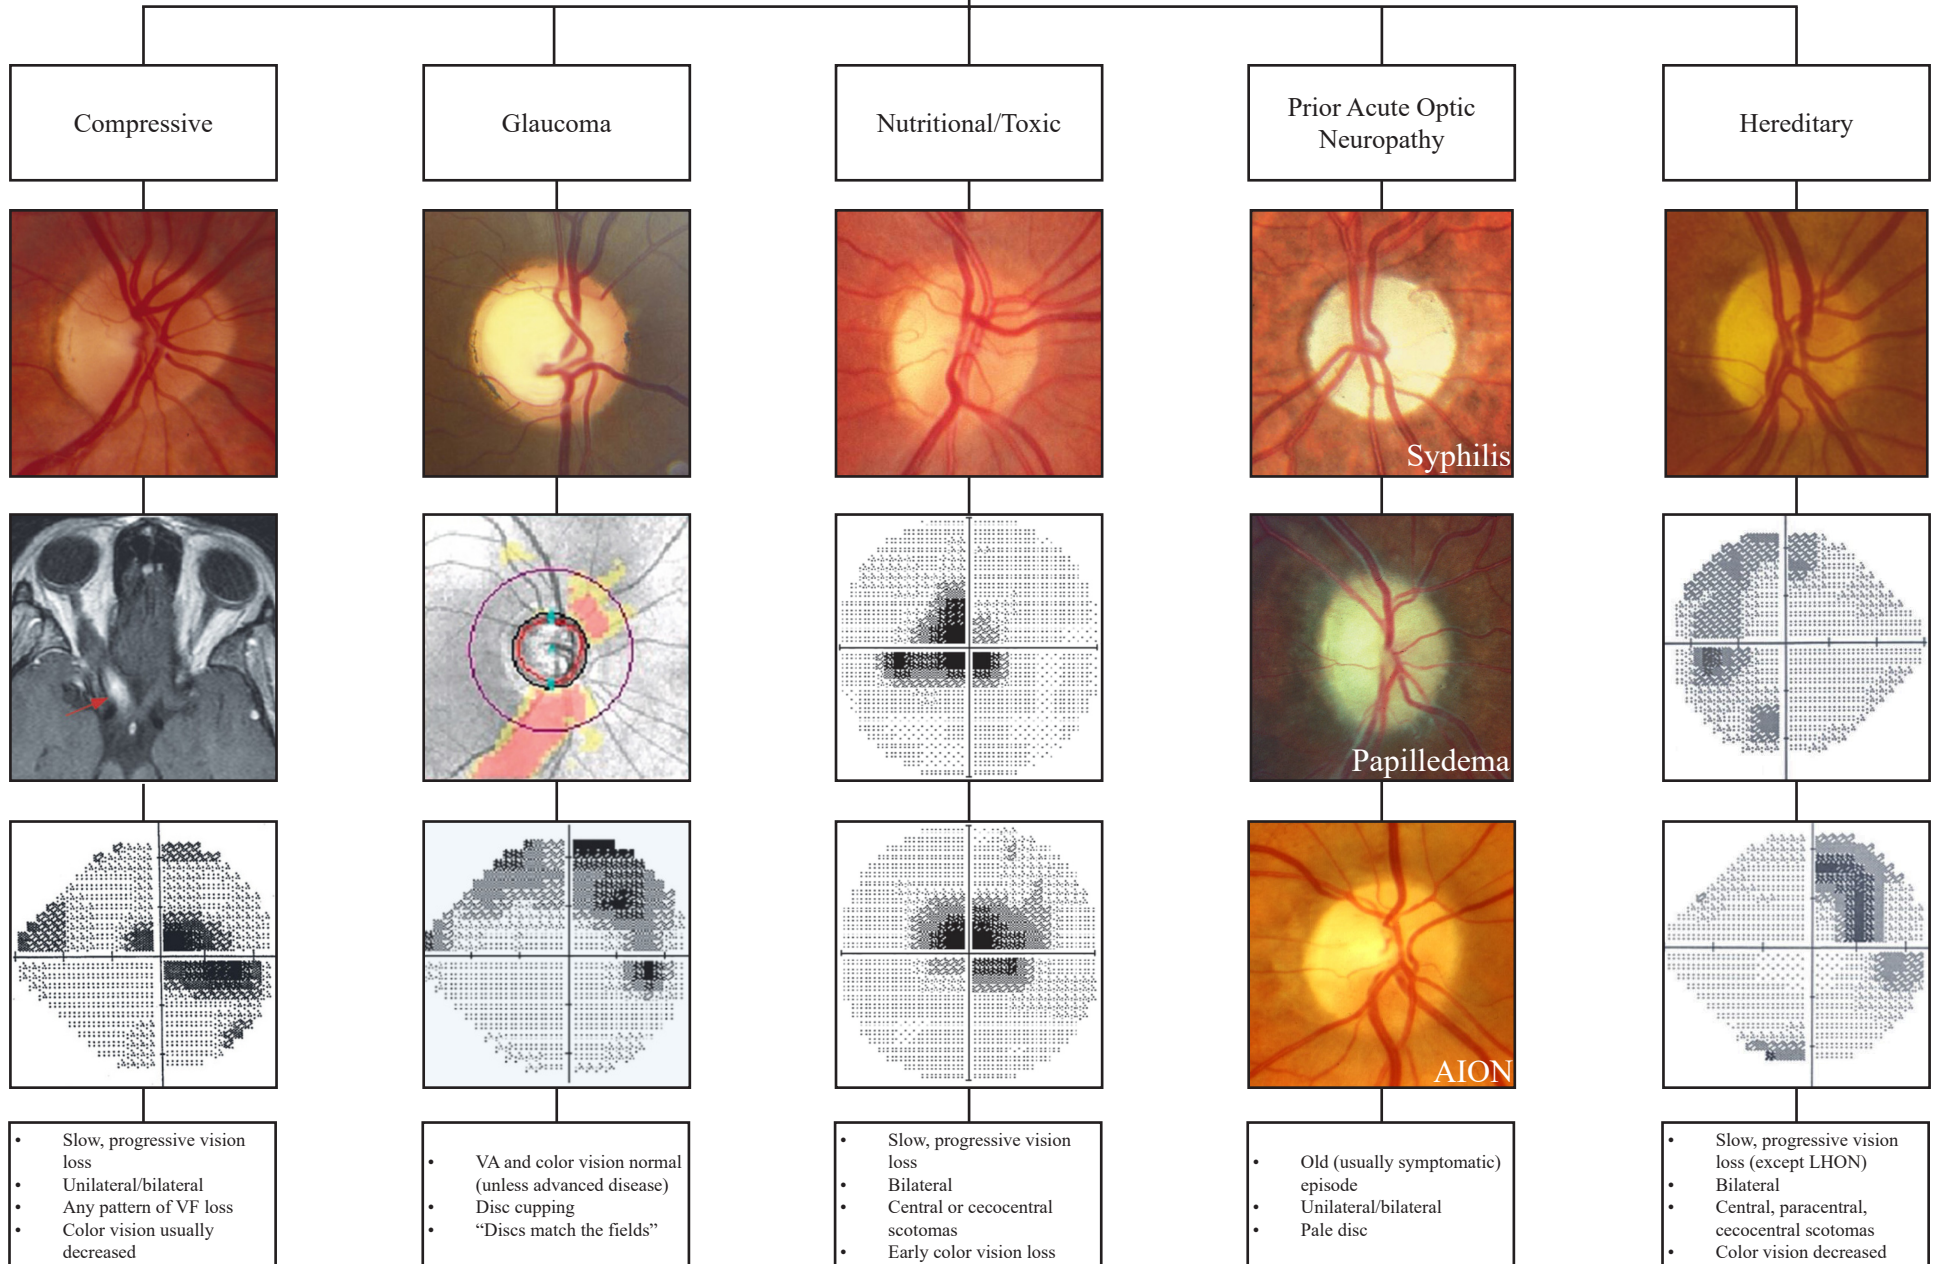 Compressive
Glaucoma
Nutritional/Toxic
Prior Acute Optic
Neuropathy
Hereditary
Syphilis
Papilledema
AION
• Slow, progressive vision
loss
• Unilateral/bilateral
• Any pattern of VF loss
• Color vision usually
decreased
• VA and color vision normal
(unless advanced disease)
• Disc cupping
• “Discs match the fields”
• Slow, progressive vision
loss
• Bilateral
• Central or cecocentral
scotomas
• Early color vision loss
• Old (usually symptomatic)
episode
• Unilateral/bilateral
• Pale disc
• Slow, progressive vision
loss (except LHON)
• Bilateral
• Central, paracentral,
cecocentral scotomas
• Color vision decreased